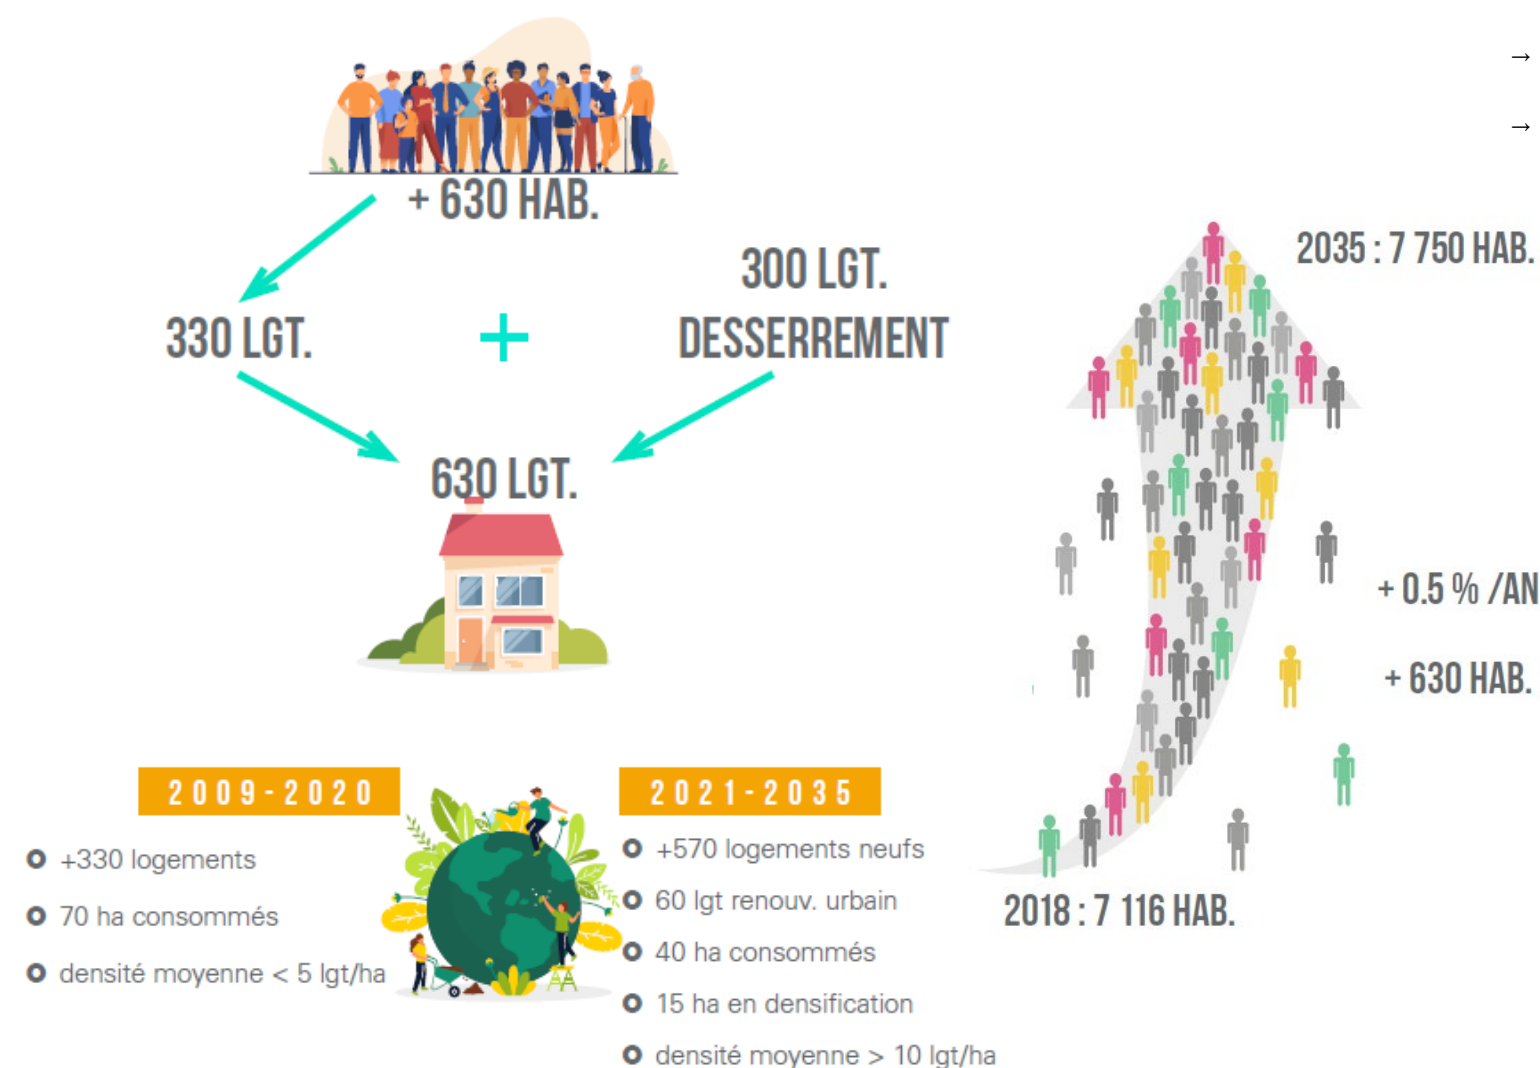 →
→
+ 630 HAB.
330 LGT.
+
300 LGT.
DESSERREMENT
630 LGT.
2035 : 7 750 HAB.
+ 0.5 % /AN
+ 630 HAB.
2018 : 7 116 HAB.
2009-2020
+330 logements
70 ha consommés
densité moyenne < 5 lgt/ha
2021-2035
+570 logements neufs
60 lgt renouv. urbain
40 ha consommés
15 ha en densification
densité moyenne > 10 lgt/ha